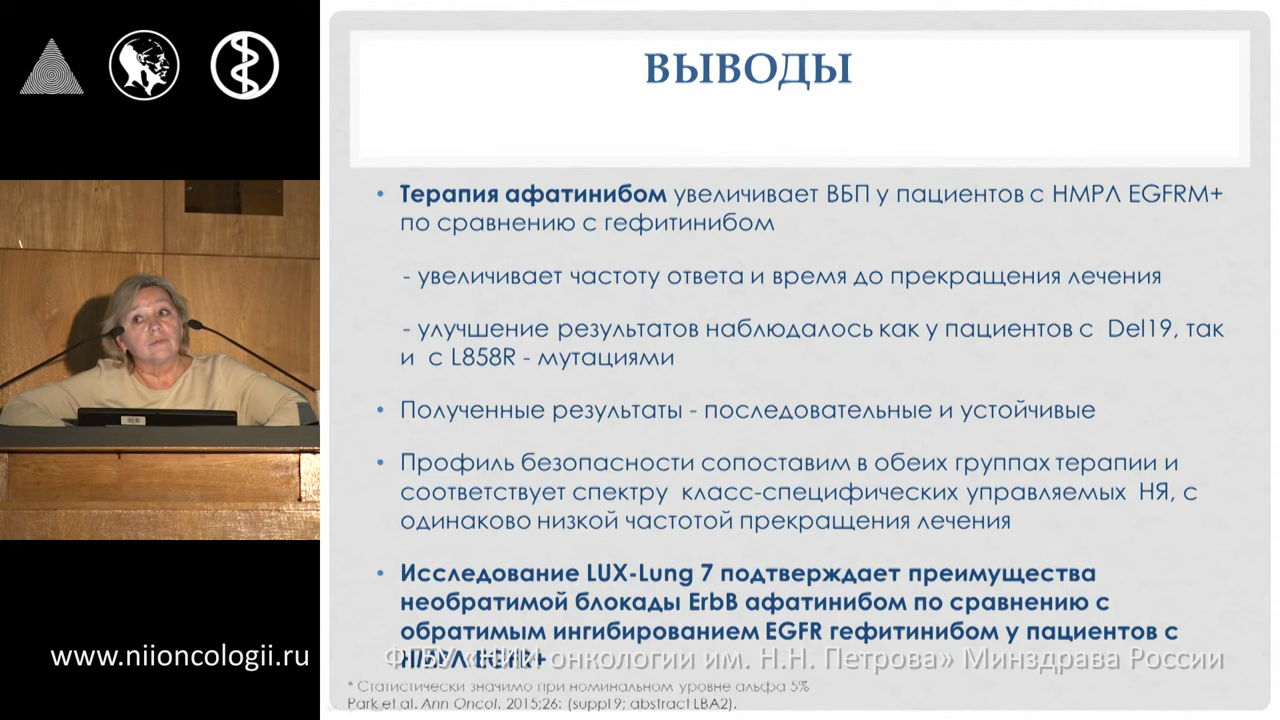 ВЫВОДЫ
• Терапия афатинибом увеличивает ВБП у пациентов с НМРЛ EGFRM+
по сравнению с гефитинибом
- увеличивает частоту ответа и время до прекращения лечения
- улучшение результатов наблюдалось как у пациентов с Del19, так
и с L858R - мутациями
• Полученные результаты - последовательные и устойчивые
• Профиль безопасности сопоставим в обеих группах терапии и
соответствует спектру класс-специфических управляемых НЯ, с
одинаково низкой частотой прекращения лечения
• Исследование LUX-Lung 7 подтверждает преимущества
необратимой блокады ErbB афатинибом по сравнению с
обратимым ингибированием EGFR гефитинибом у пациентов с
НМРЛ EGFR+
ФГБУ «НИИ онкологии им. Н.Н. Петрова» Минздрава России
* Статистически значимо при номинальном уровне альфа 5%
Park et al. Ann Oncol. 2015;26: (suppl 9; abstract LBA2).
www.niioncologii.ru